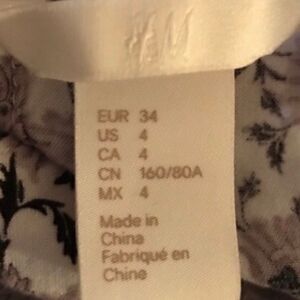 H&M
EUR 34
US 4
CA 4
CN 160/80A
MX 4
Made in
China
Fabriqué en
Chine